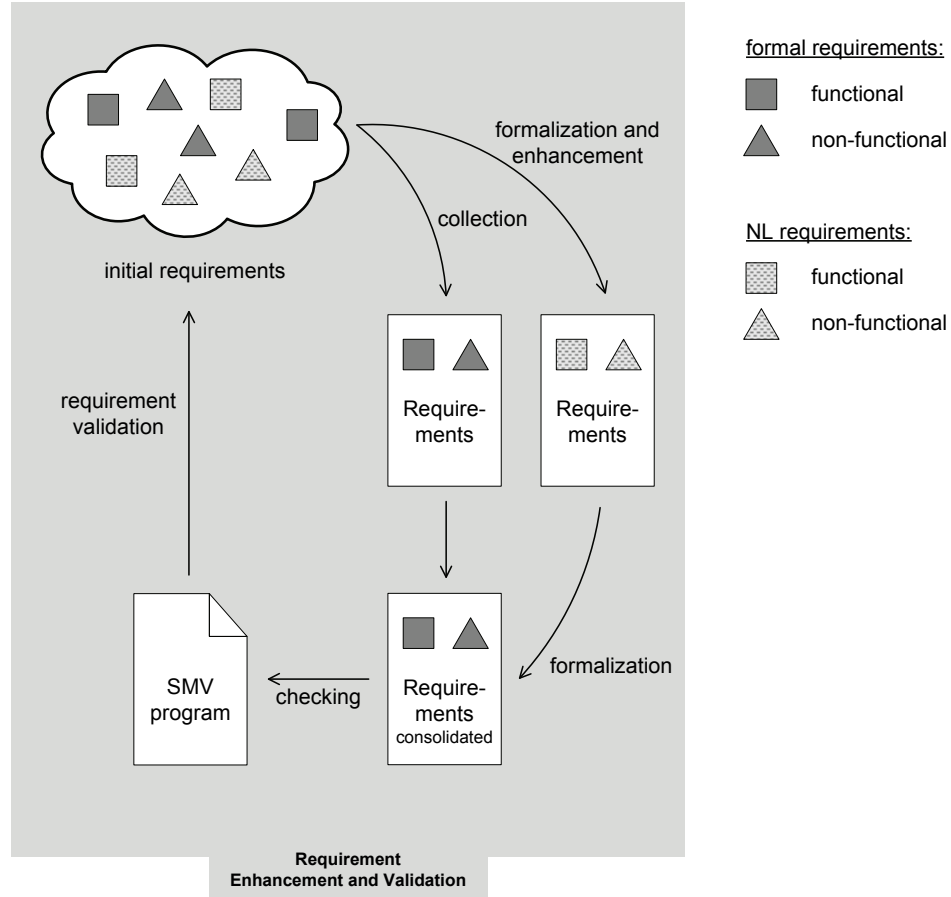 formal requirements:
functional
non-functional
NL requirements:
functional
non-functional
formalization and
enhancement
collection
initial requirements
Require-
ments
Require-
ments
requirement
validation
formalization
SMV
program
checking
Require-
ments
consolidated
Requirement
Enhancement and Validation